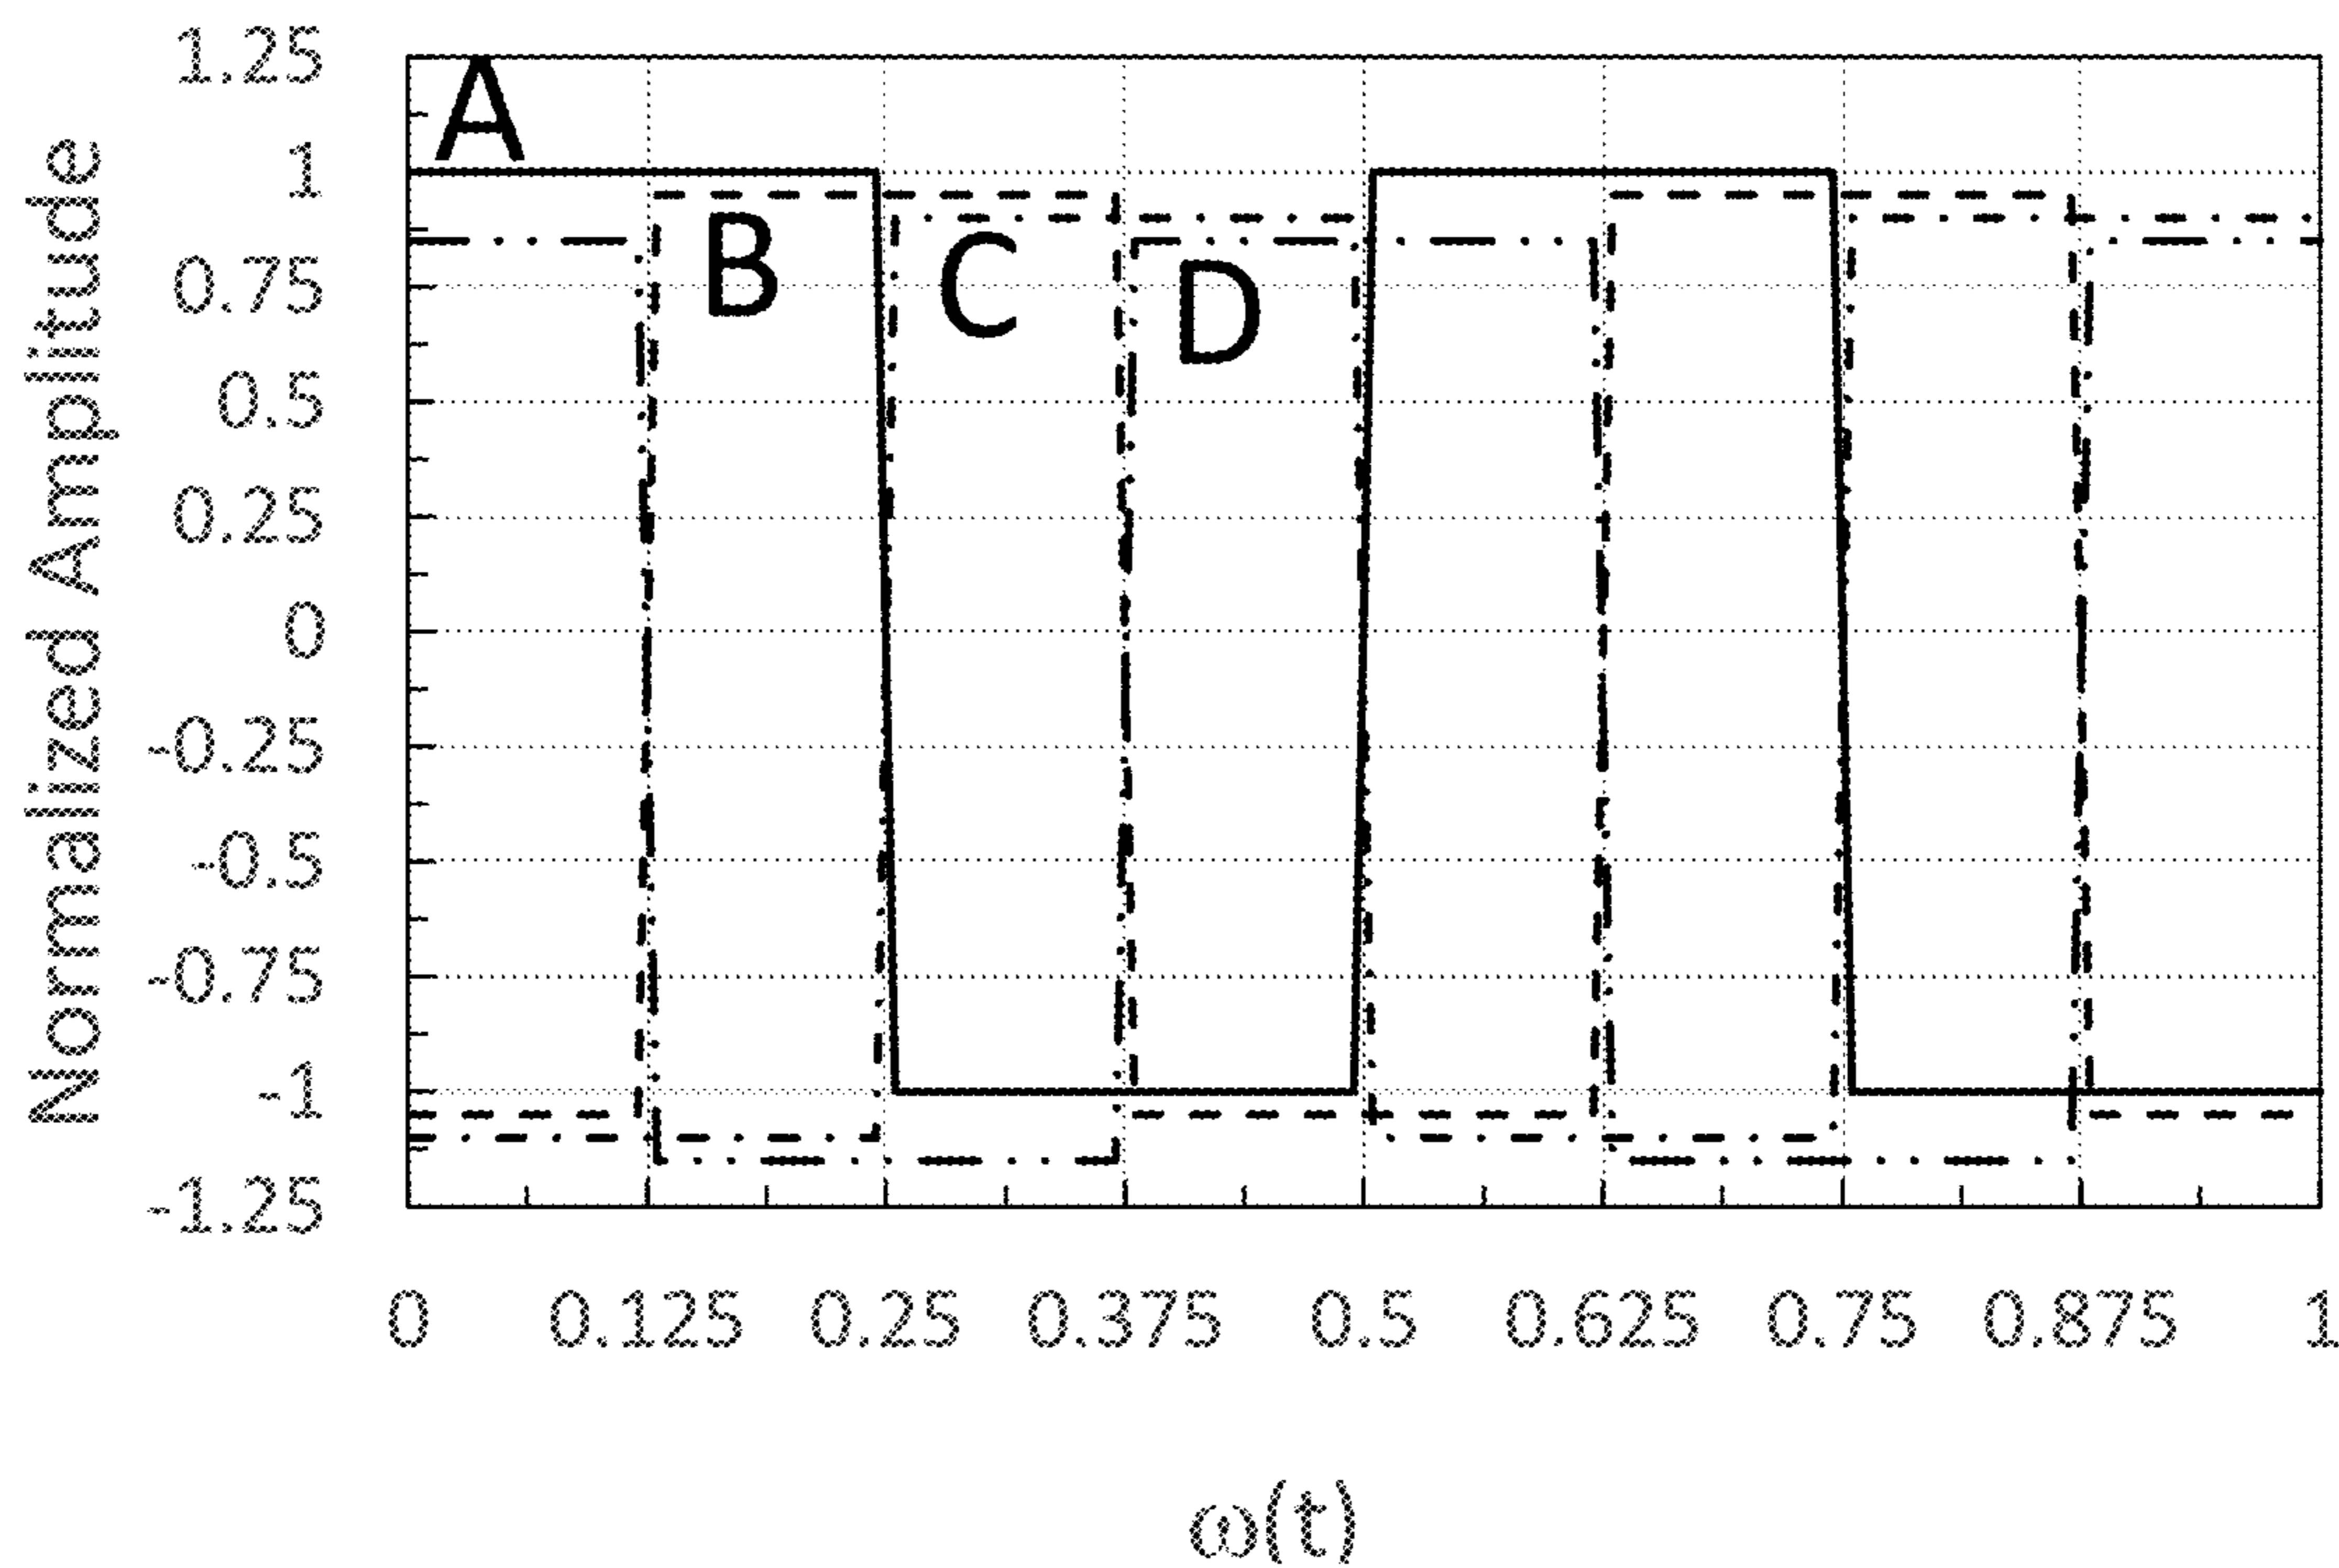 Normalized Amplitude
1.25
1
0.75
0.5
0.25
0
-0.25
-0.5
-0.75
-1
-1.25
A
B
C
D
0 0.125 0.25 0.375 0.5 0.625 0.75 0.875 1
ω(t)